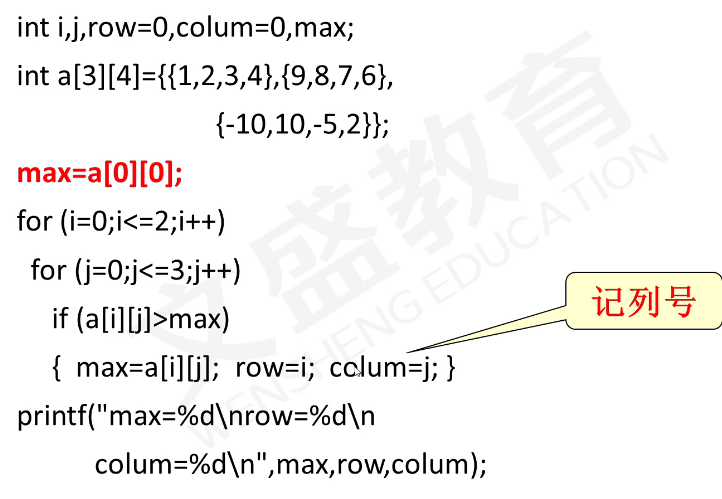 int i,j,row=0,colum=0,max;
int a[3][4]={{1,2,3,4},{9,8,7,6},
{-10,10,-5,2}};
max=a[0][0];
for (i=0;i<=2;i++)
for (j=0;j<=3;j++)
if (a[i][j]>max)
{ max=a[i][j]; row=i; colum=j; }
记列号
printf("max=%d\nrow=%d\n
colum=%d\n",max,row,colum);
文盛教育
WENSHENG EDUCATION